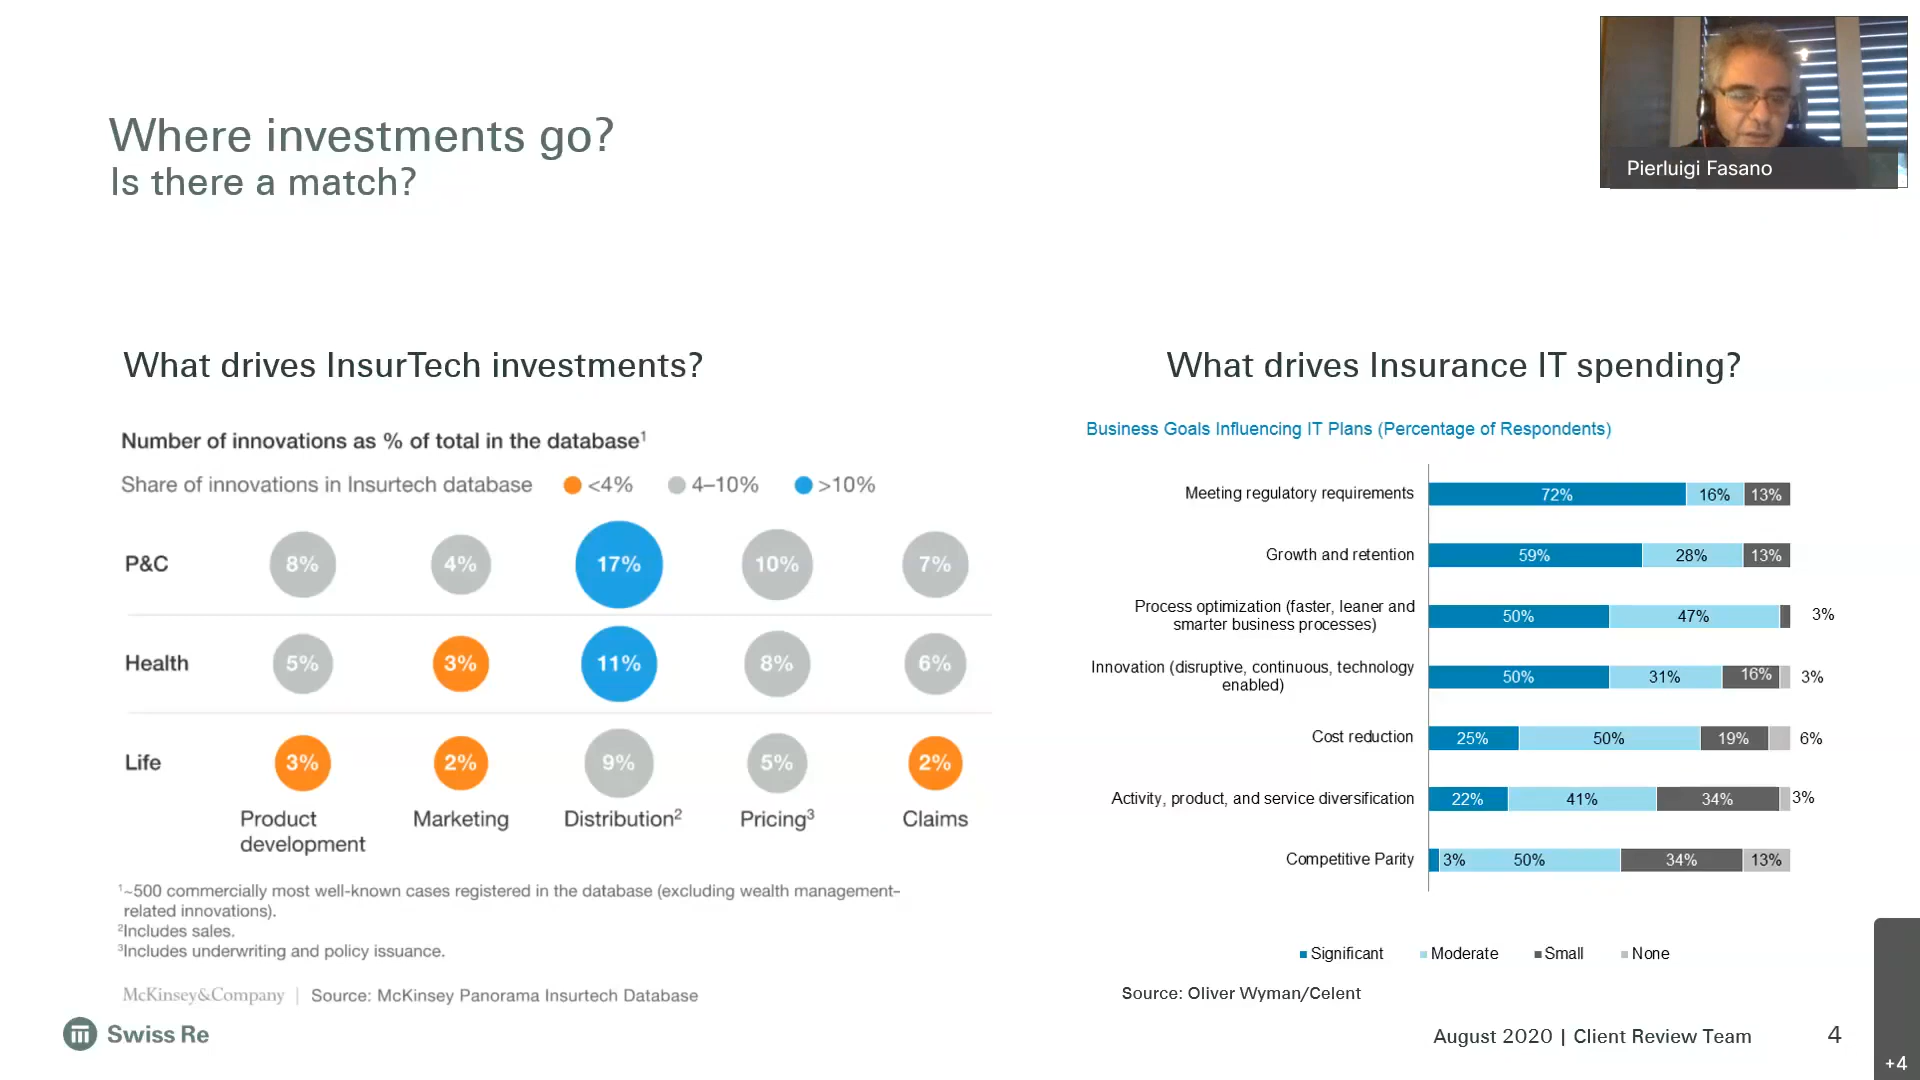 Where investments go?
Is there a match?
Pierluigi Fasano
What drives InsurTech investments?
Number of innovations as % of total in the database¹
Share of innovations in Insurtech database <4% 4–10% >10%
P&C 8% 4% 17% 10% 7%
Health 5% 3% 11% 8% 6%
Life 3% 2% 9% 5% 2%
Product development Marketing Distribution² Pricing³ Claims
¹~500 commercially most well-known cases registered in the database (excluding wealth management–
related innovations).
²Includes sales.
³Includes underwriting and policy issuance.
McKinsey&Company | Source: McKinsey Panorama Insurtech Database
What drives Insurance IT spending?
Business Goals Influencing IT Plans (Percentage of Respondents)
Meeting regulatory requirements 72% 16% 13%
Growth and retention 59% 28% 13%
Process optimization (faster, leaner and
smarter business processes) 50% 47% 3%
Innovation (disruptive, continuous, technology
enabled) 50% 31% 16% 3%
Cost reduction 25% 50% 19% 6%
Activity, product, and service diversification 22% 41% 34% 3%
Competitive Parity 3% 50% 34% 13%
Significant Moderate Small None
Source: Oliver Wyman/Celent
Swiss Re
August 2020 | Client Review Team 4
+4